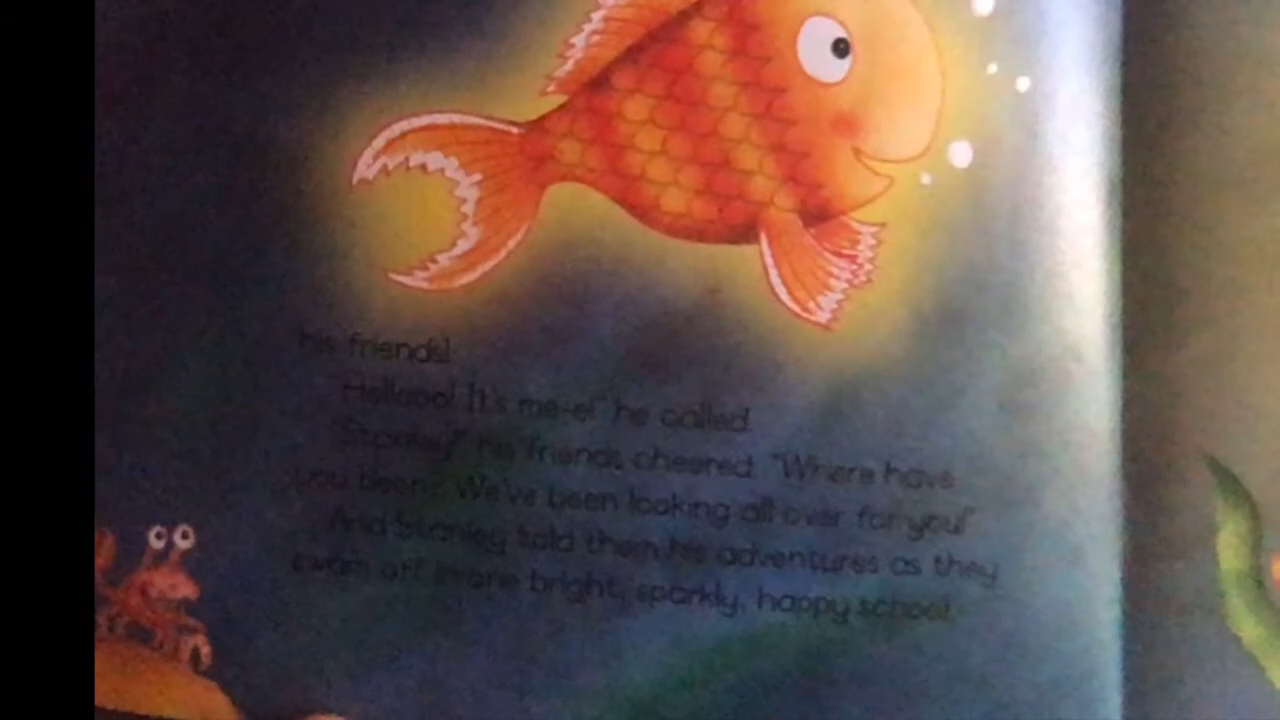 his friends!
"Hellooo! It's me-e!" he called.
"Stanley!" his friends cheered. "Where have
you been? We've been looking all over for you!"
And Stanley told them his adventures as they
swam off in one bright, sparkly, happy school.